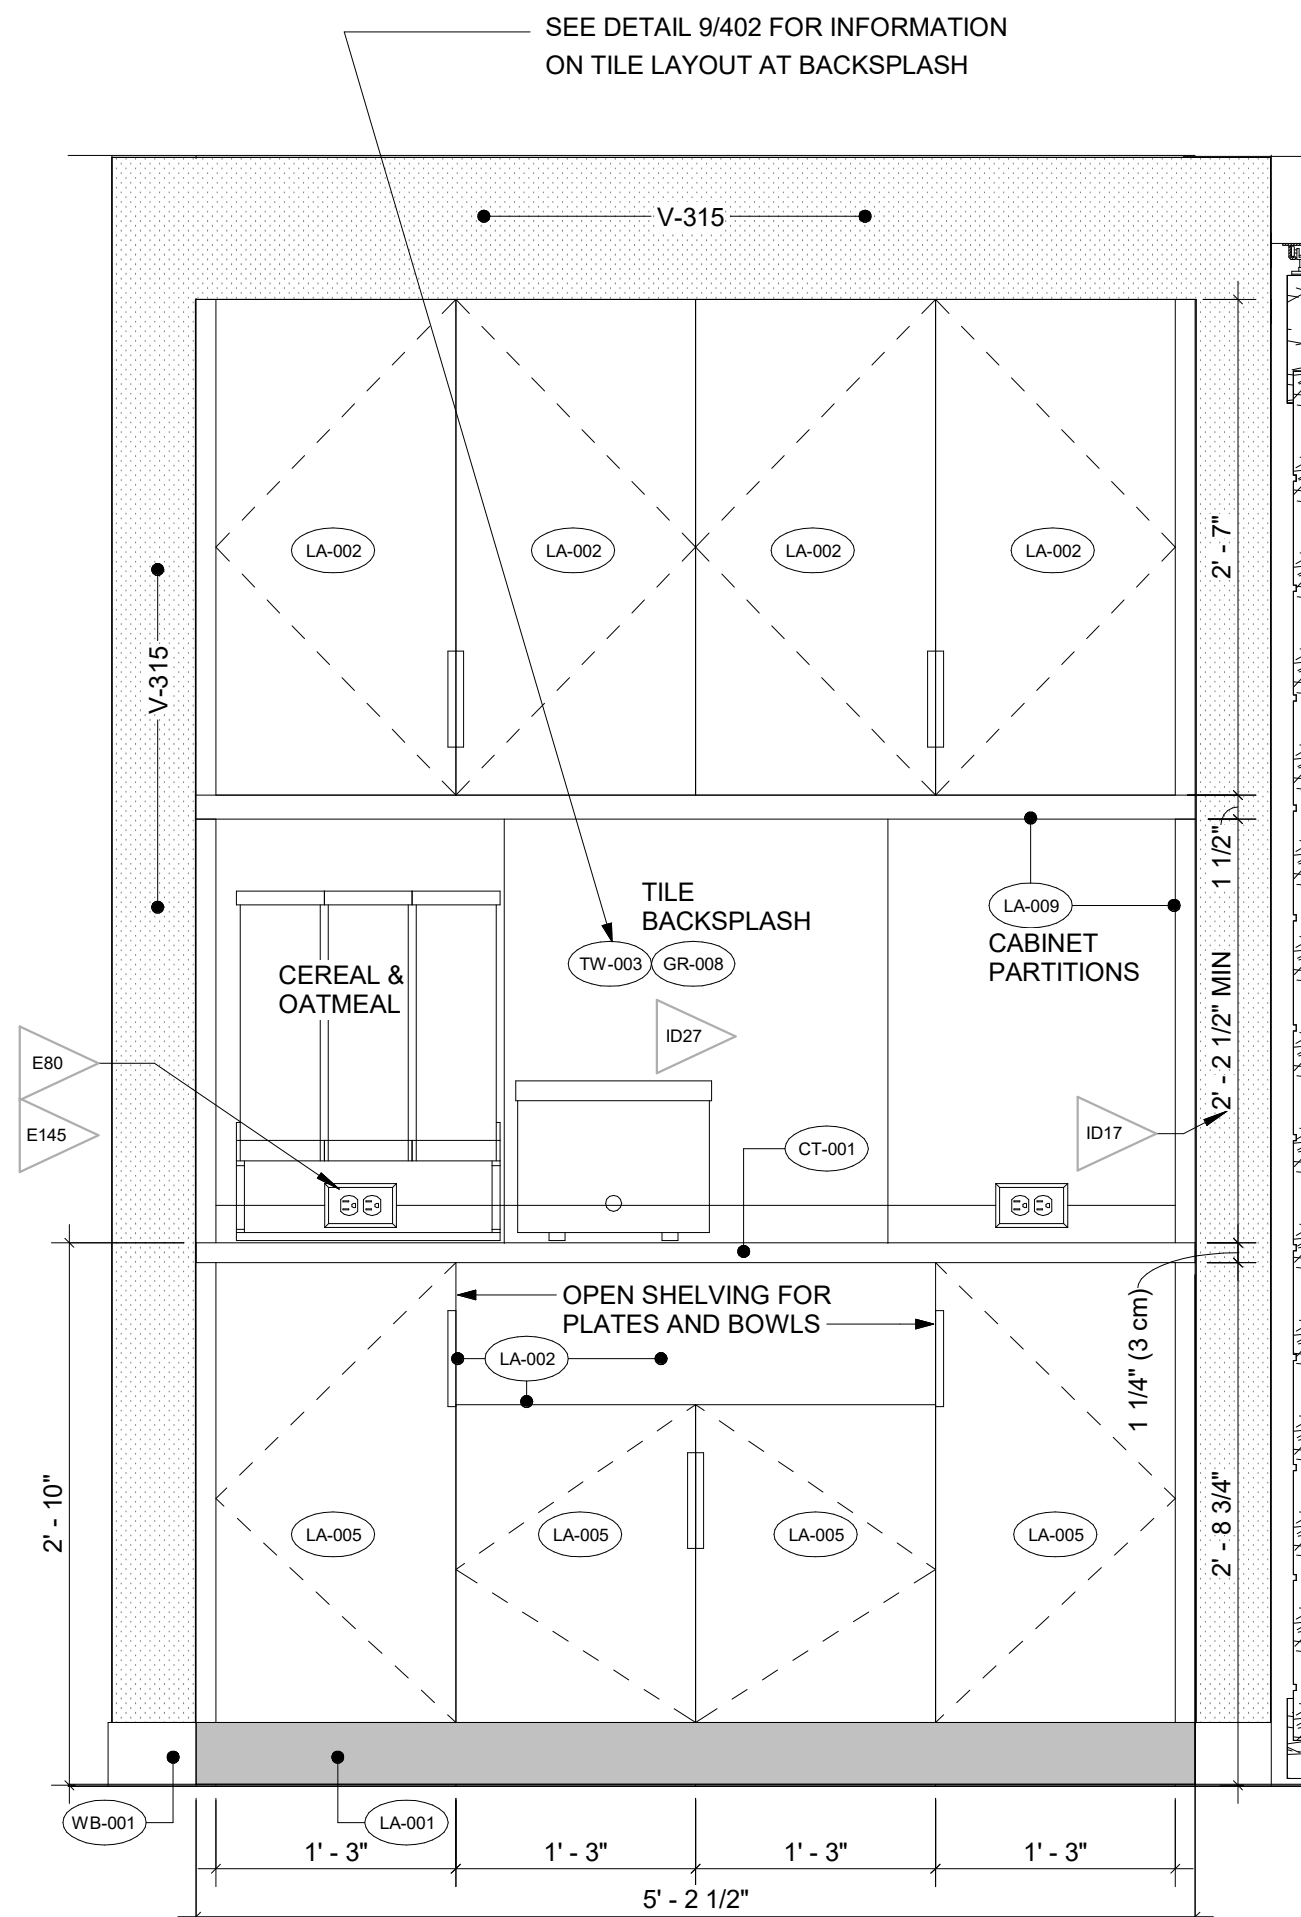 SEE DETAIL 9/402 FOR INFORMATION
ON TILE LAYOUT AT BACKSPLASH
V-315
LA-002
LA-002
LA-002
LA-002
2' - 7"
V-315
1 1/2"
TILE
BACKSPLASH
LA-009
CABINET
PARTITIONS
TW-003
GR-008
CEREAL &
OATMEAL
2' - 2 1/2" MIN
ID27
E80
E145
ID17
CT-001
OPEN SHELVING FOR
PLATES AND BOWLS
LA-002
1 1/4" (3 cm)
2' - 10"
LA-005
LA-005
LA-005
LA-005
2' - 8 3/4"
WB-001
LA-001
1' - 3"
1' - 3"
1' - 3"
1' - 3"
5' - 2 1/2"